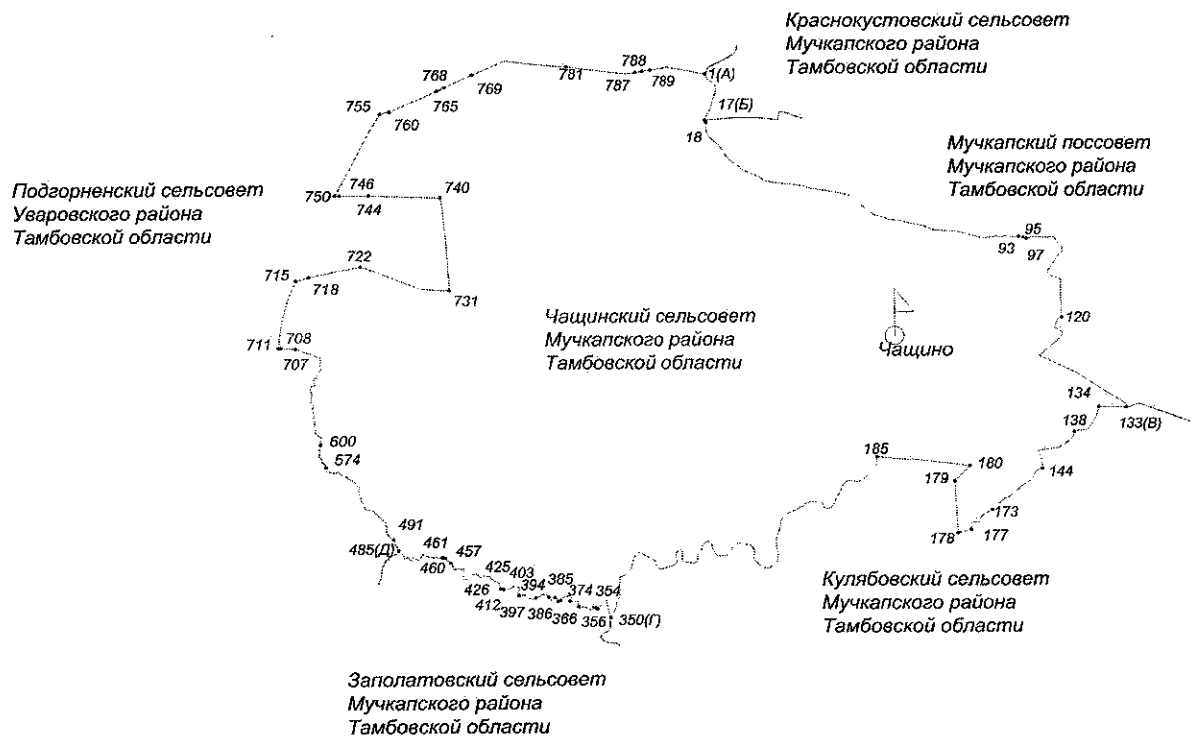 Краснокустовский сельсовет
Мучкапского района
Тамбовской области
788
768
781
787
789
1(А)
769
765
755
760
17(Б)
18
Мучкапский поссовет
Мучкапского района
Тамбовской области
Подгорненский сельсовет
Уваровского района
Тамбовской области
746
740
750
744
95
93
97
722
715
718
731
Чащинский сельсовет
Мучкапского района
Тамбовской области
120
Чащино
711
708
707
134
133(В)
138
600
574
185
180
179
144
173
178
177
491
485(Д)
461
457
460
425
403
385
394
374
354
426
412
397
386
366
356
350(Г)
Кулябовский сельсовет
Мучкапского района
Тамбовской области
Заполатовский сельсовет
Мучкапского района
Тамбовской области